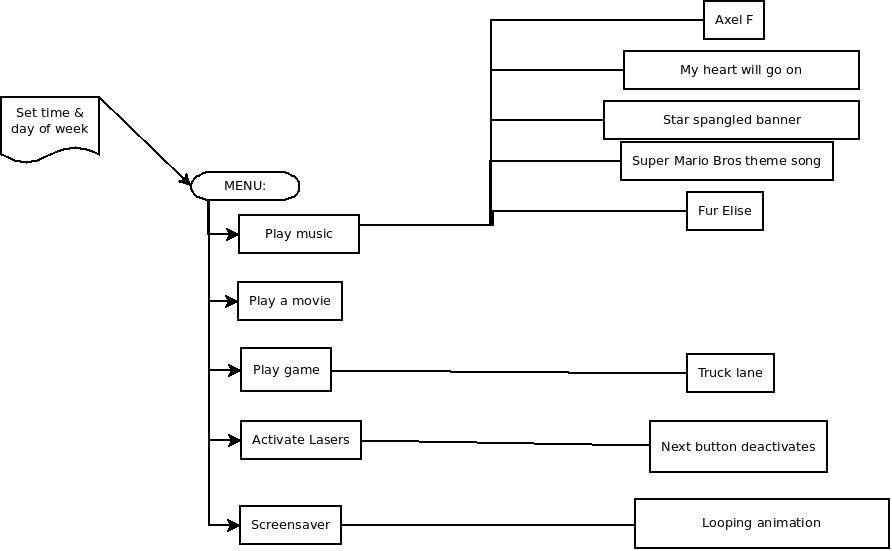 Set time &
day of week
MENU:
Play music
Axel F
My heart will go on
Star spangled banner
Super Mario Bros theme song
Fur Elise
Play a movie
Play game
Truck lane
Activate Lasers
Next button deactivates
Screensaver
Looping animation